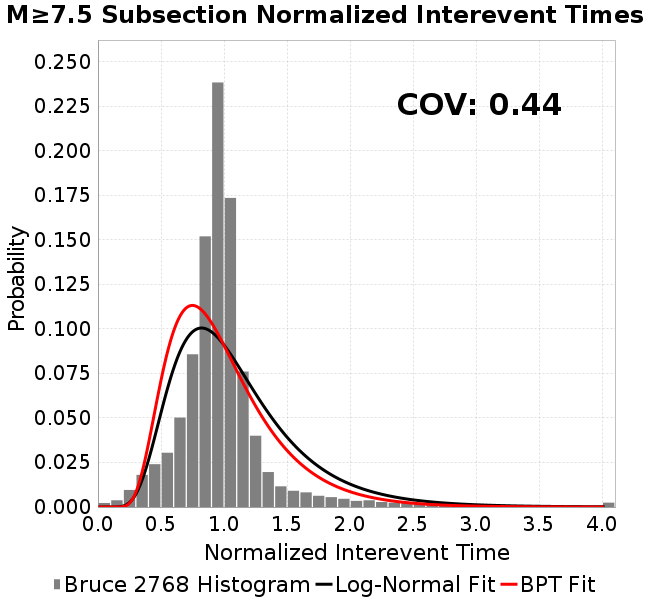 M≥7.5 Subsection Normalized Interevent Times
COV: 0.44
Probability
0.250
0.225
0.200
0.175
0.150
0.125
0.100
0.075
0.050
0.025
0.000
0.0 0.5 1.0 1.5 2.0 2.5 3.0 3.5 4.0
Normalized Interevent Time
Bruce 2768 Histogram Log-Normal Fit BPT Fit